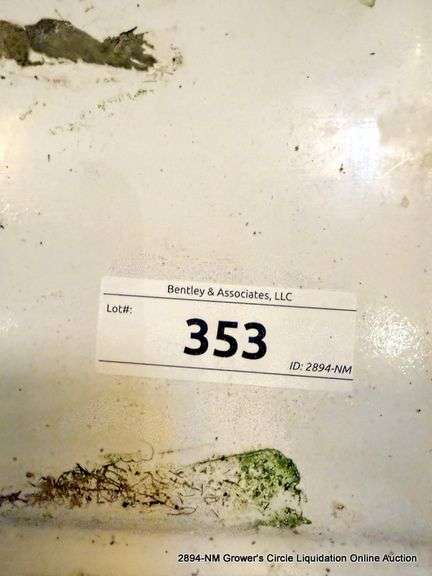 Bentley & Associates, LLC
Lot#:
353
ID: 2894-NM
2894-NM Grower's Circle Liquidation Online Auction